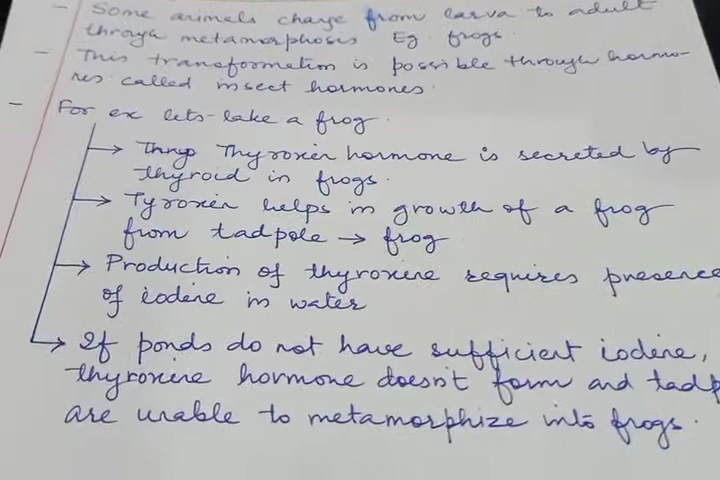 - Some animals change from larva to adult
through metamorphosis Eg. frogs.
- This transformation is possible through hormo-
nes called insect hormones.
- For ex lets take a frog.
→ Thryo Thyroxin hormone is secreted by
thyroid in frogs.
→ Tyroxin helps in growth of a frog
from tadpole → frog
→ Production of thyroxine requires presence
of iodine in water
→ If ponds do not have sufficient iodine,
thyroxine hormone doesn't form and tadp
are unable to metamorphize into frogs.